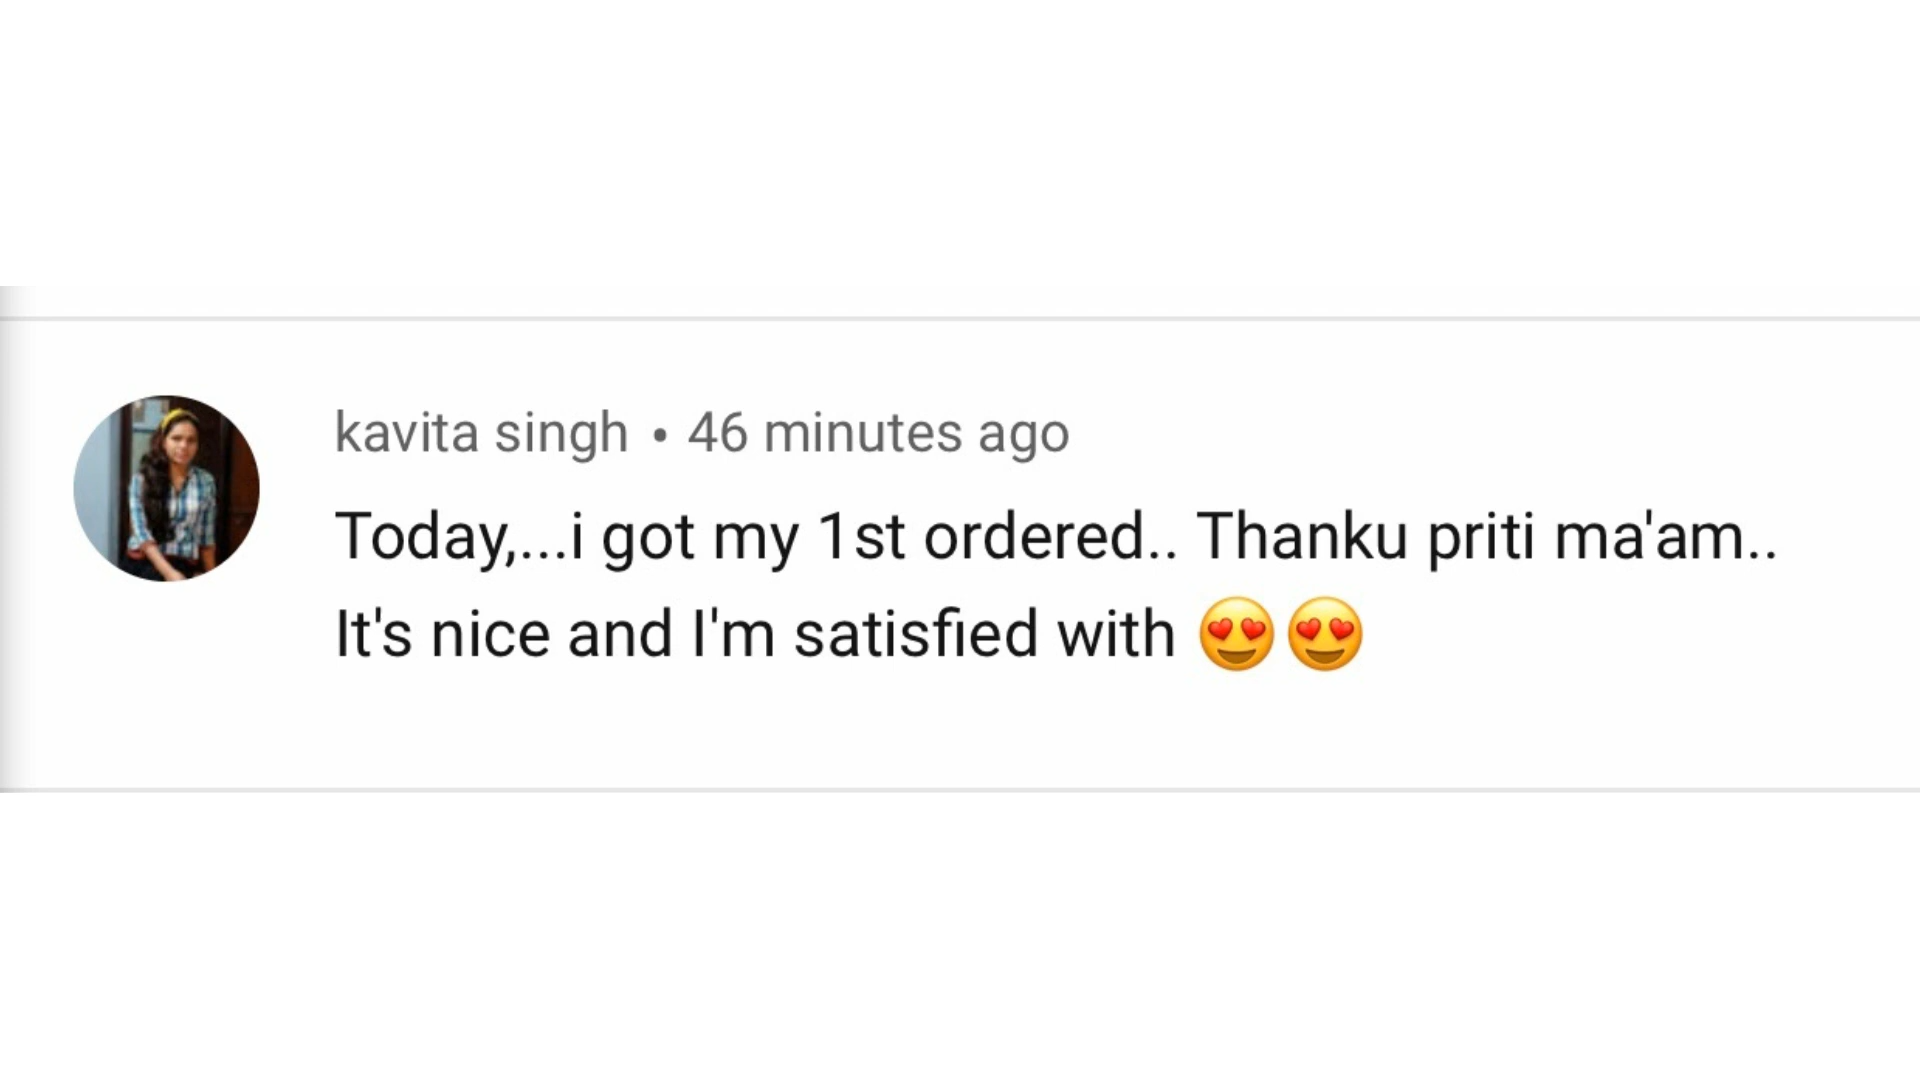 kavita singh • 46 minutes ago
Today,...i got my 1st ordered.. Thanku priti ma'am..
It's nice and I'm satisfied with 😍😍